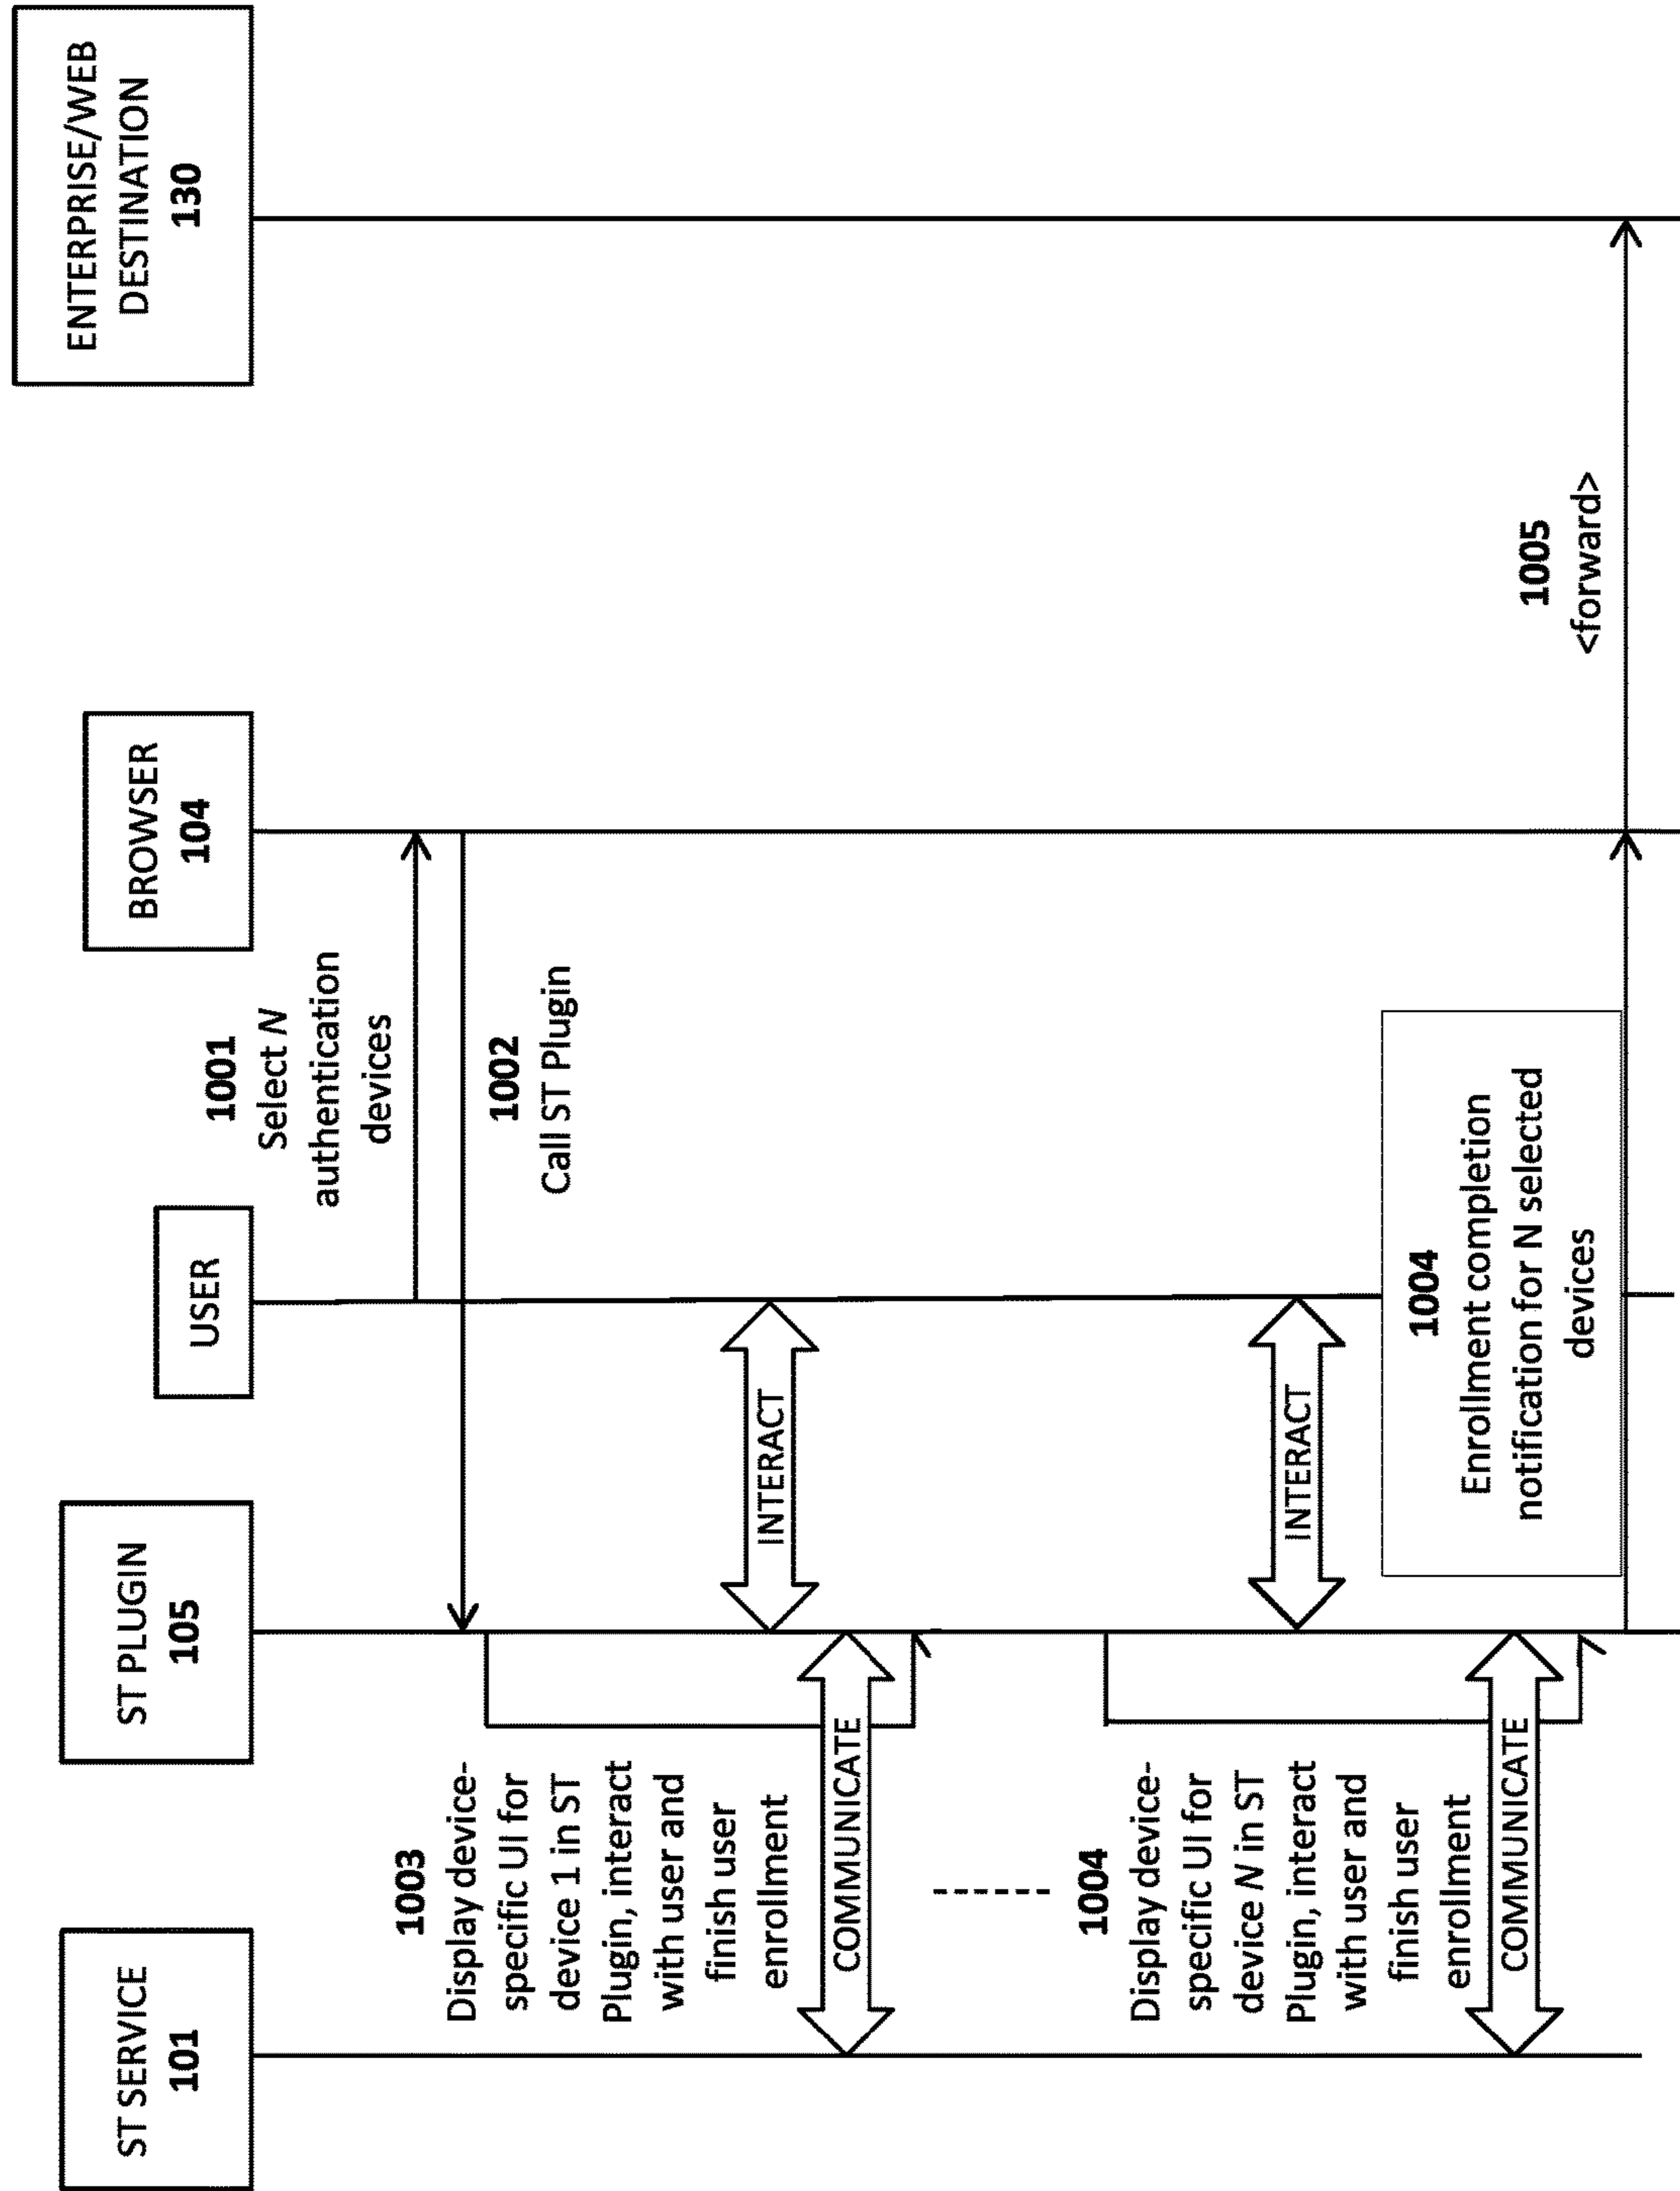 ST SERVICE
101
ST PLUGIN
105
USER
BROWSER
104
ENTERPRISE/WEB
DESTINATION
130
1001
Select N
authentication
devices
1002
Call ST Plugin
1003
Display device-
specific UI for
device 1 in ST
Plugin, interact
with user and
finish user
enrollment
INTERACT
COMMUNICATE
1004
Display device-
specific UI for
device N in ST
Plugin, interact
with user and
finish user
enrollment
INTERACT
COMMUNICATE
1004
Enrollment completion
notification for N selected
devices
1005
<forward>